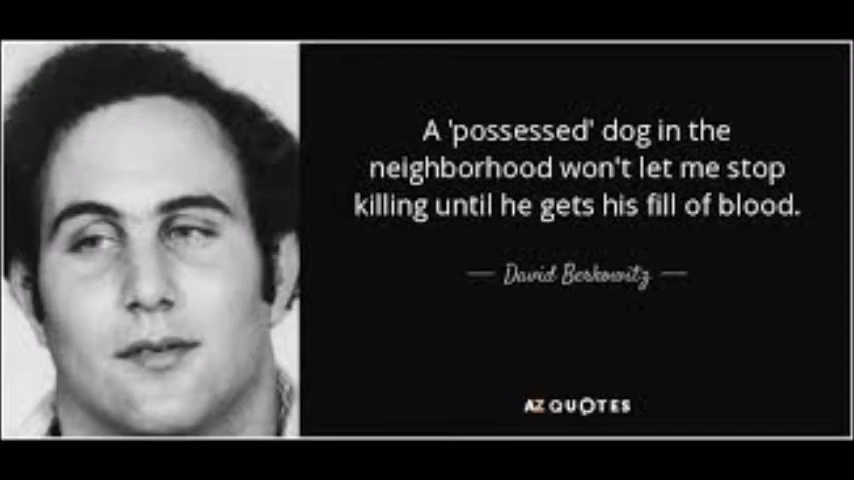 A 'possessed' dog in the
neighborhood won't let me stop
killing until he gets his fill of blood.
— David Berkowitz —
AZ QUOTES